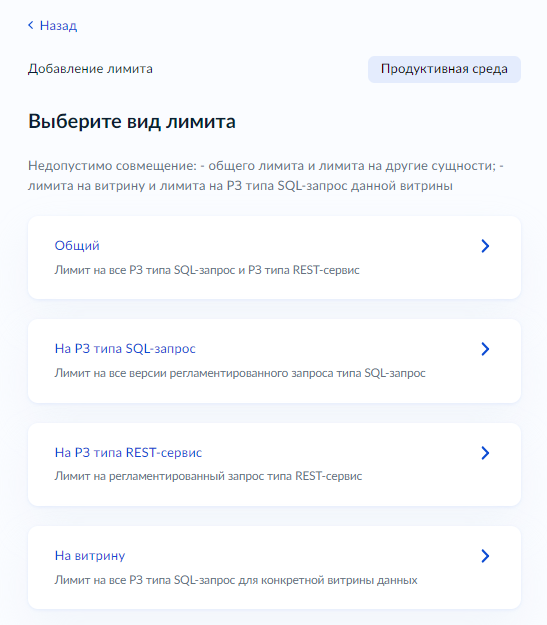 Назад
Добавление лимита
Продуктивная среда
Выберите вид лимита
Недопустимо совмещение: - общего лимита и лимита на другие сущности; -
лимита на витрину и лимита на РЗ типа SQL-запрос данной витрины
Общий
Лимит на все РЗ типа SQL-запрос и РЗ типа REST-сервис
На РЗ типа SQL-запрос
Лимит на все версии регламентированного запроса типа SQL-запрос
На РЗ типа REST-сервис
Лимит на регламентированный запрос типа REST-сервис
На витрину
Лимит на все РЗ типа SQL-запрос для конкретной витрины данных